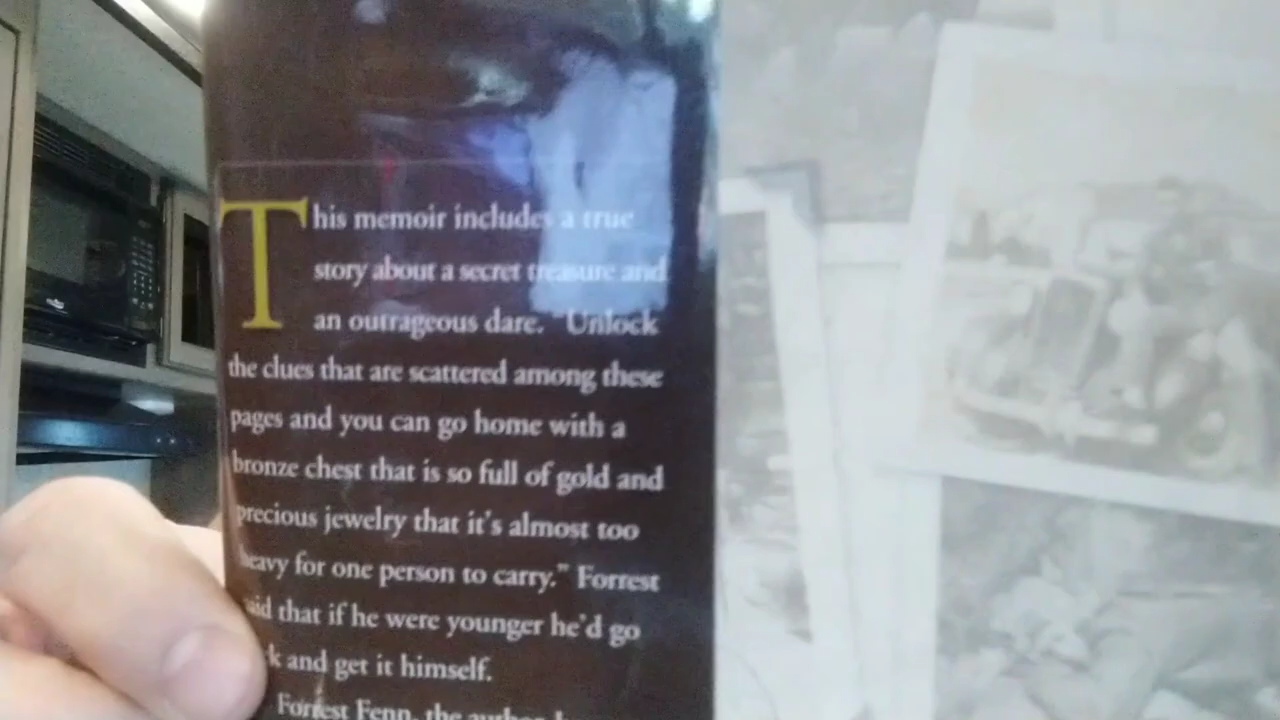 This memoir includes a true
story about a secret treasure and
an outrageous dare. "Unlock
the clues that are scattered among these
pages and you can go home with a
bronze chest that is so full of gold and
precious jewelry that it's almost too
heavy for one person to carry." Forrest
said that if he were younger he'd go
k and get it himself.
Forrest Fenn, the author